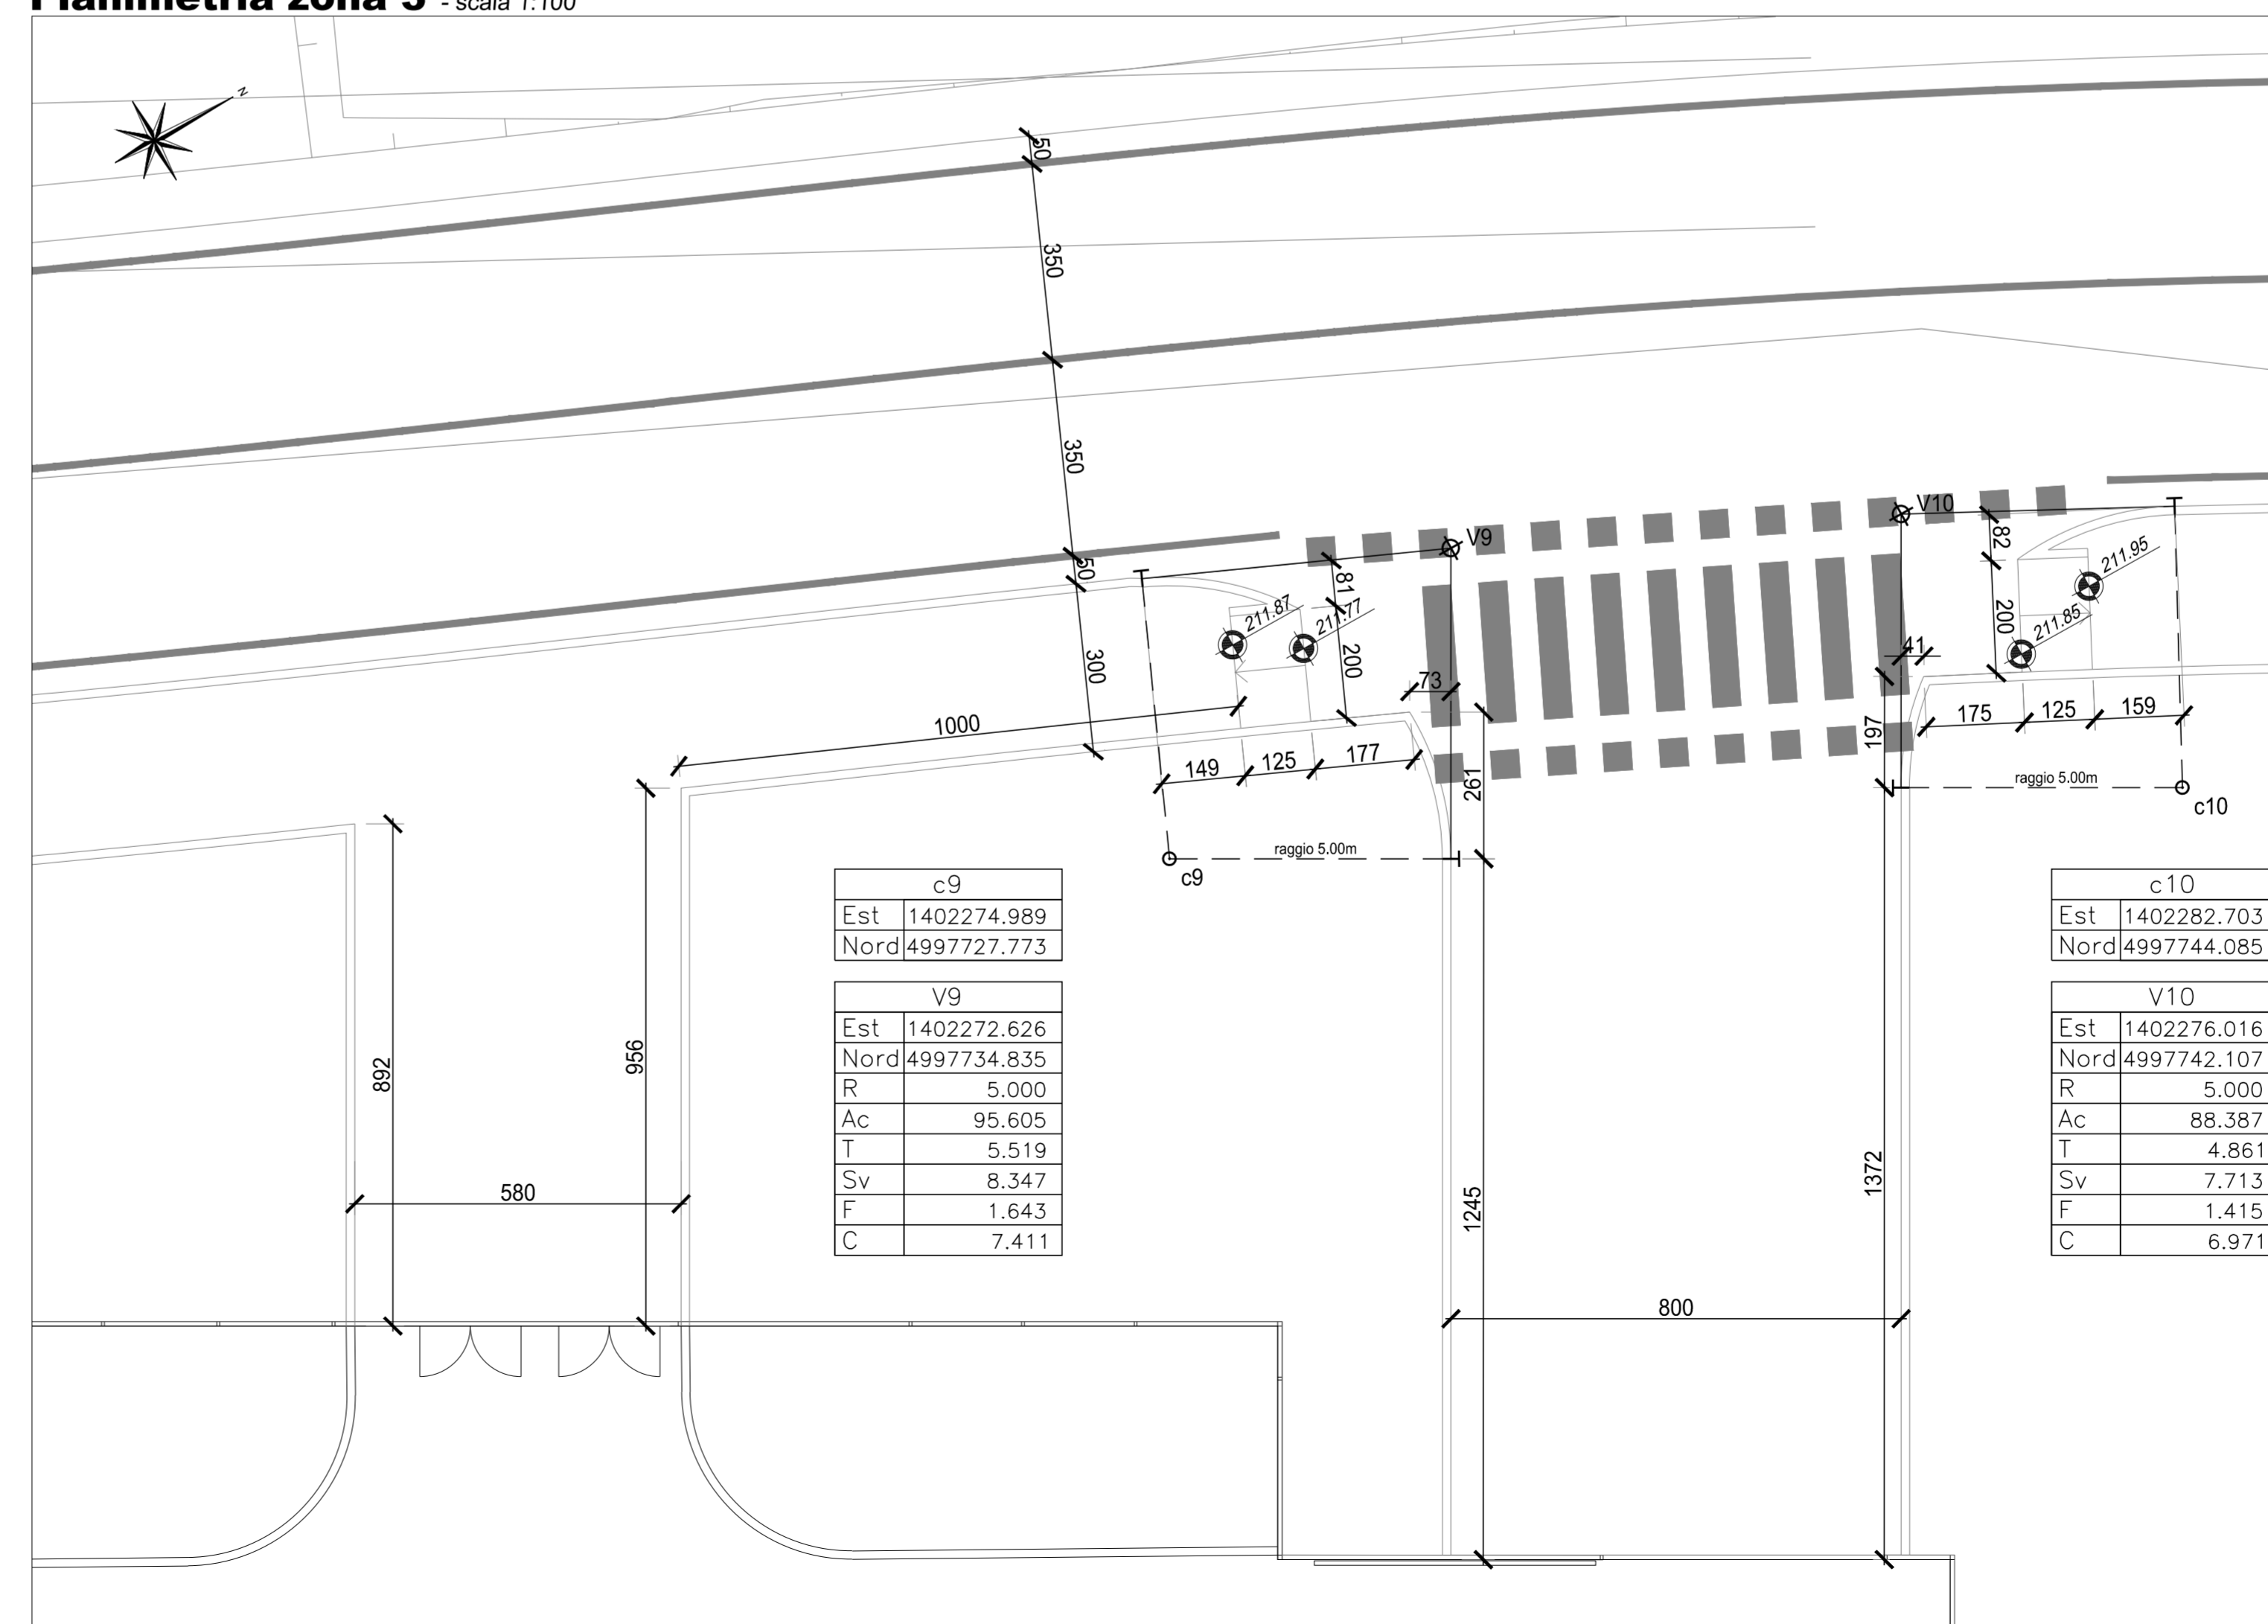 Planimetria zona 3 - scala 1:100
N
50
350
350
50
300
V9
V10
81
200
82
200
211.87
211.77
211.95
211.85
73
41
1000
149
125
177
175
125
159
261
197
raggio 5.00m
c9
raggio 5.00m
c10
892
956
580
1245
1372
800
c9
Est 1402274.989
Nord 4997727.773
V9
Est 1402272.626
Nord 4997734.835
R 5.000
Ac 95.605
T 5.519
Sv 8.347
F 1.643
C 7.411
c10
Est 1402282.703
Nord 4997744.085
V10
Est 1402276.016
Nord 4997742.107
R 5.000
Ac 88.387
T 4.861
Sv 7.713
F 1.415
C 6.971